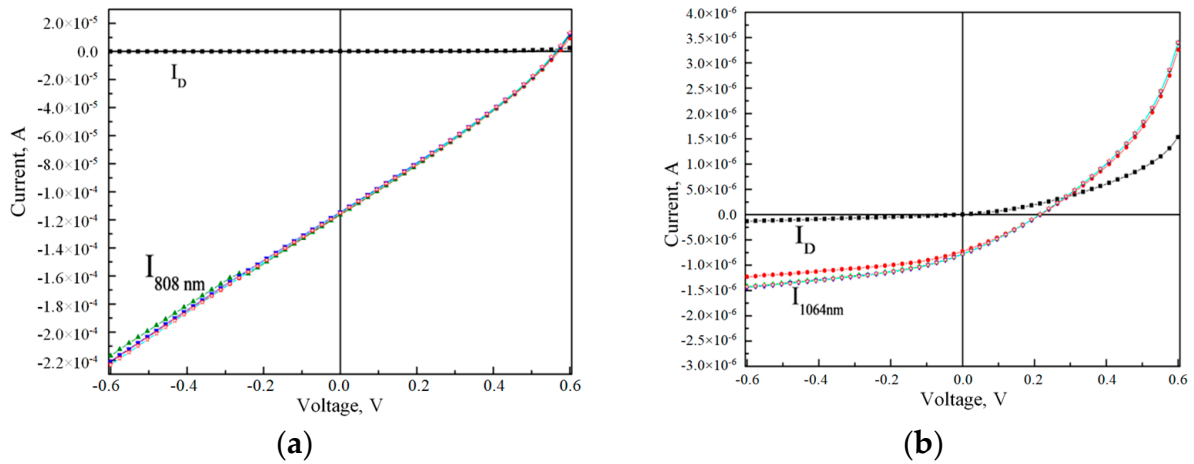 2.0×10⁻⁵
0.0
-2.0×10⁻⁵
-4.0×10⁻⁵
-6.0×10⁻⁵
-8.0×10⁻⁵
-1.0×10⁻⁴
-1.2×10⁻⁴
-1.4×10⁻⁴
-1.6×10⁻⁴
-1.8×10⁻⁴
-2.0×10⁻⁴
-2.2×10⁻⁴
Current, A
I_D
I_808 nm
-0.6 -0.4 -0.2 0.0 0.2 0.4 0.6
Voltage, V
(a)
4.0×10⁻⁶
3.5×10⁻⁶
3.0×10⁻⁶
2.5×10⁻⁶
2.0×10⁻⁶
1.5×10⁻⁶
1.0×10⁻⁶
5.0×10⁻⁶
0.0
-5.0×10⁻⁶
-1.0×10⁻⁶
-1.5×10⁻⁶
-2.0×10⁻⁶
-2.5×10⁻⁶
-3.0×10⁻⁶
Current, A
I_D
I_1064nm
-0.6 -0.4 -0.2 0.0 0.2 0.4 0.6
Voltage, V
(b)